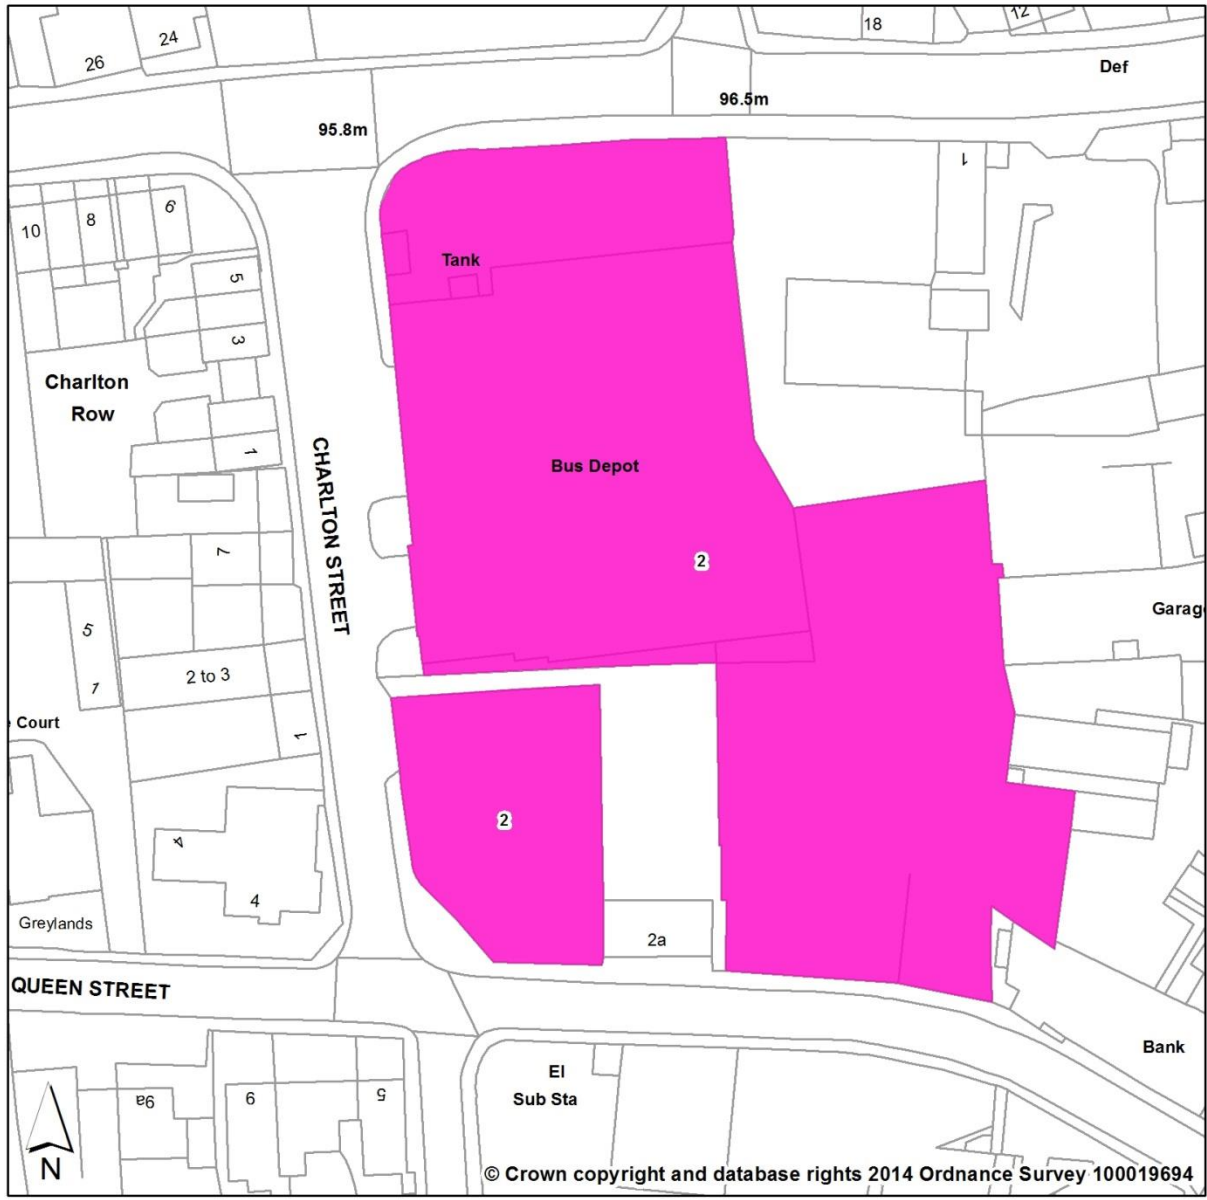 24
26
18
12
Def
96.5m
95.8m
10
8
6
1
Tank
5
3
Charlton
Row
1
CHARLTON STREET
Bus Depot
7
2
Garag
5
1
2 to 3
1
Court
2
4
4
Greylands
2a
QUEEN STREET
Bank
El
Sub Sta
9a
9
5
N
© Crown copyright and database rights 2014 Ordnance Survey 100019694